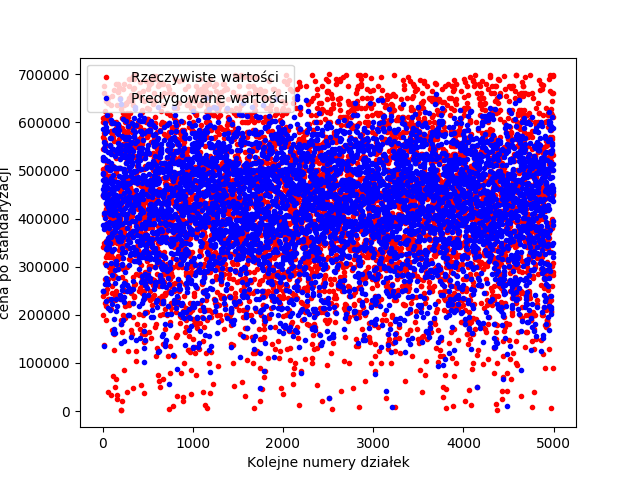 Rzeczywiste wartości
Predygowane wartości
700000
600000
500000
400000
300000
200000
100000
0
cena po standaryzacji
0 1000 2000 3000 4000 5000
Kolejne numery działek